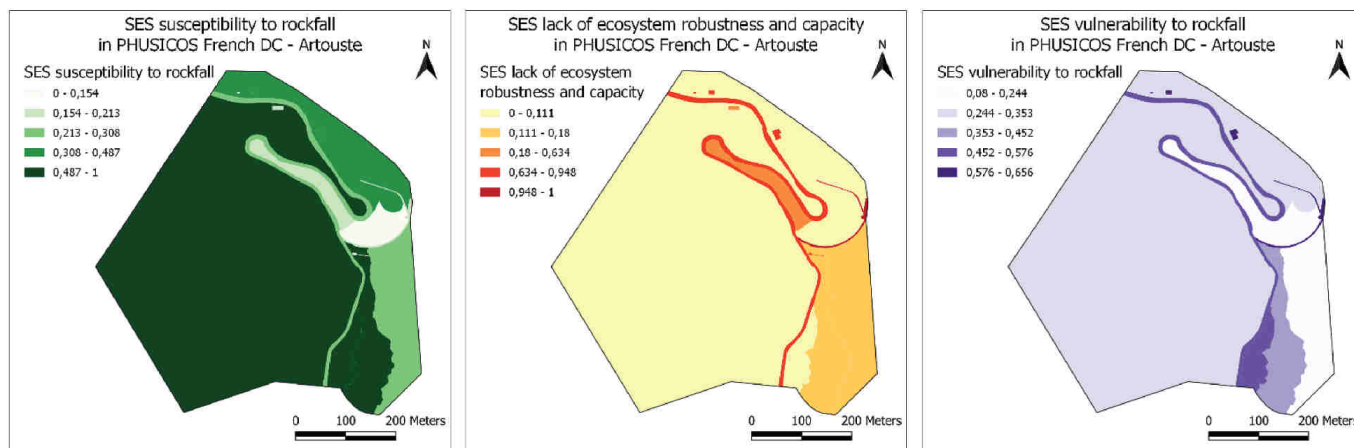 SES susceptibility to rockfall
in PHUSICOS French DC - Artouste
N
SES susceptibility to rockfall
0 - 0,154
0,154 - 0,213
0,213 - 0,308
0,308 - 0,487
0,487 - 1
0 100 200 Meters
SES lack of ecosystem robustness and capacity
in PHUSICOS French DC - Artouste
N
SES lack of ecosystem
robustness and capacity
0 - 0,111
0,111 - 0,18
0,18 - 0,634
0,634 - 0,948
0,948 - 1
0 100 200 Meters
SES vulnerability to rockfall
in PHUSICOS French DC - Artouste
N
SES vulnerability to rockfall
0,08 - 0,244
0,244 - 0,353
0,353 - 0,452
0,452 - 0,576
0,576 - 0,656
0 100 200 Meters